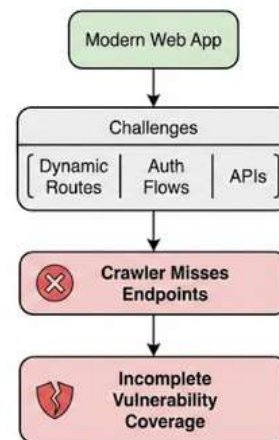 Modern Web App
Challenges
Dynamic
Routes
Auth
Flows
APIs
Crawler Misses
Endpoints
Incomplete
Vulnerability
Coverage